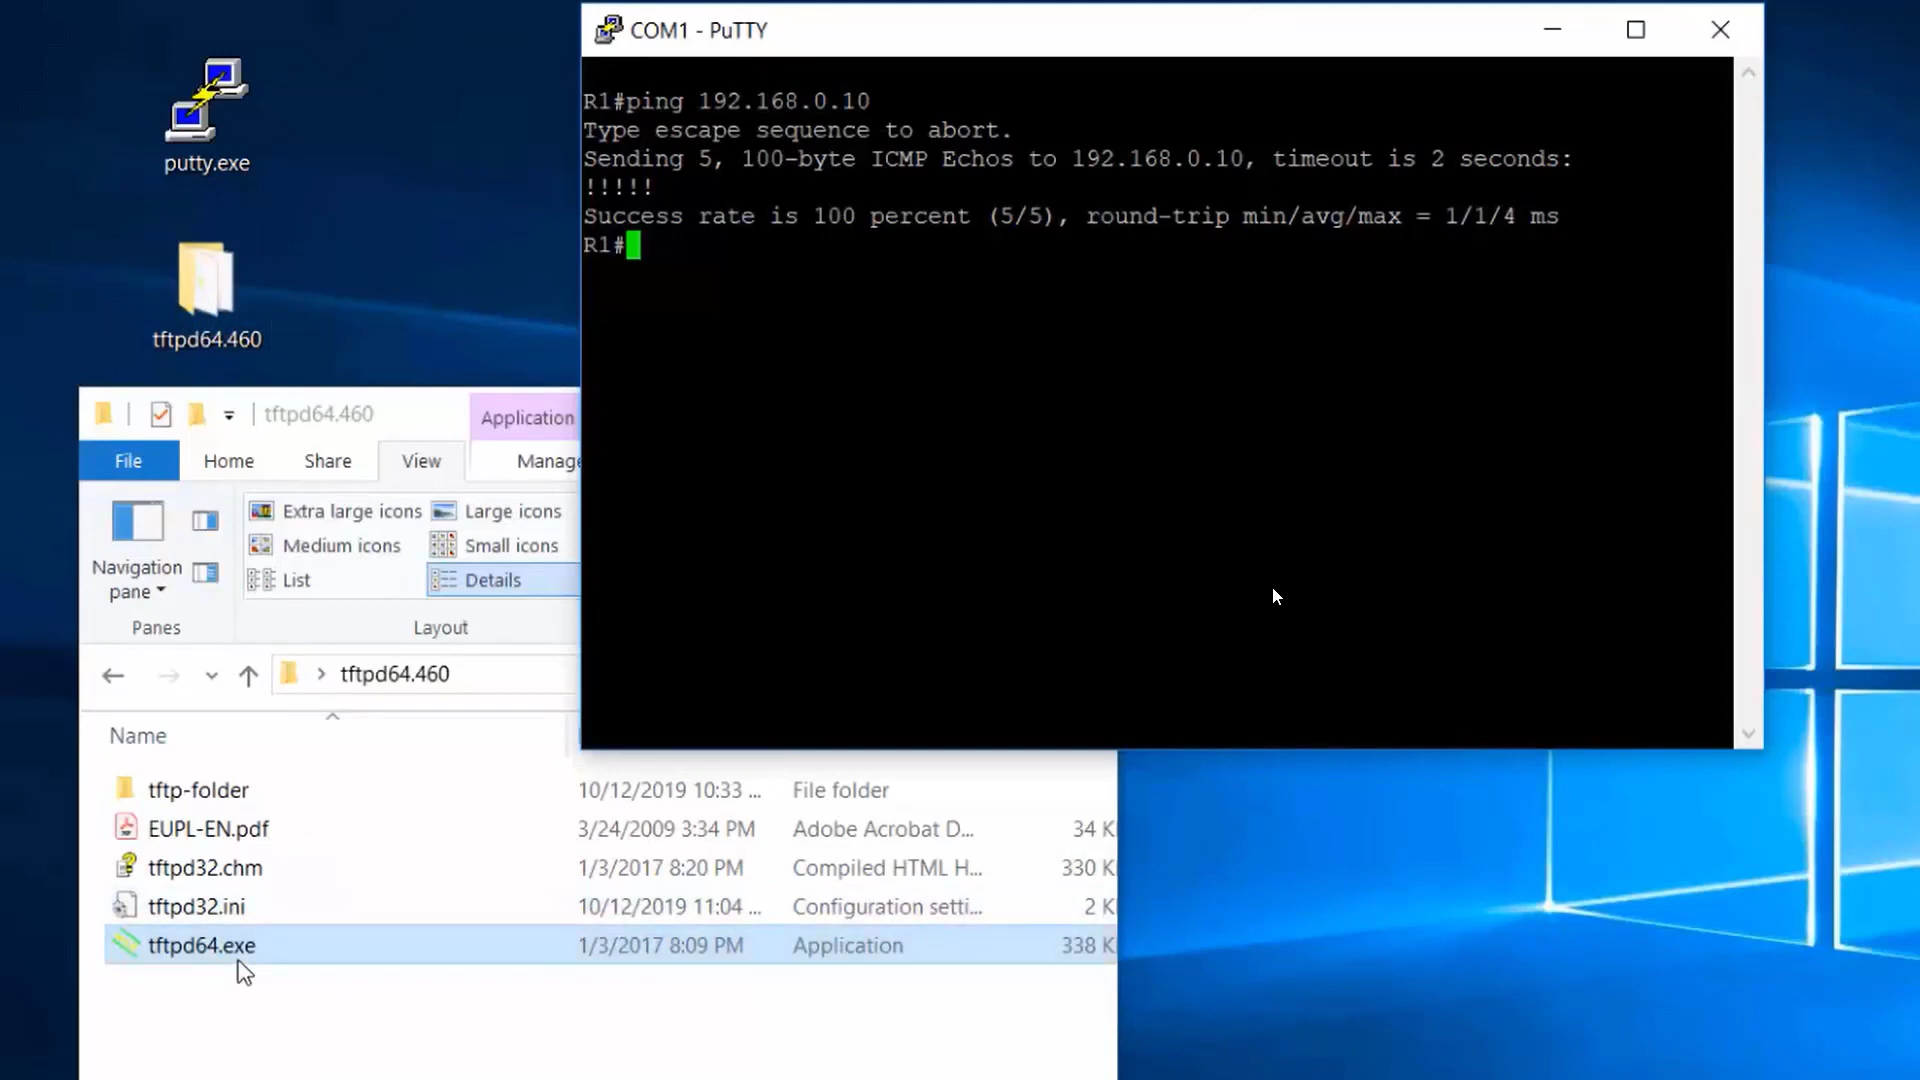 putty.exe
tftpd64.460
COM1 - PuTTY
R1#ping 192.168.0.10
Type escape sequence to abort.
Sending 5, 100-byte ICMP Echos to 192.168.0.10, timeout is 2 seconds:
!!!!!
Success rate is 100 percent (5/5), round-trip min/avg/max = 1/1/4 ms
R1#
tftpd64.460
Application
File Home Share View Manage
Navigation pane
Extra large icons Large icons
Medium icons Small icons
List Details
Panes Layout
tftpd64.460
Name
tftp-folder 10/12/2019 10:33 ... File folder
EUPL-EN.pdf 3/24/2009 3:34 PM Adobe Acrobat D... 34 K
tftpd32.chm 1/3/2017 8:20 PM Compiled HTML H... 330 K
tftpd32.ini 10/12/2019 11:04 ... Configuration setti... 2 K
tftpd64.exe 1/3/2017 8:09 PM Application 338 K